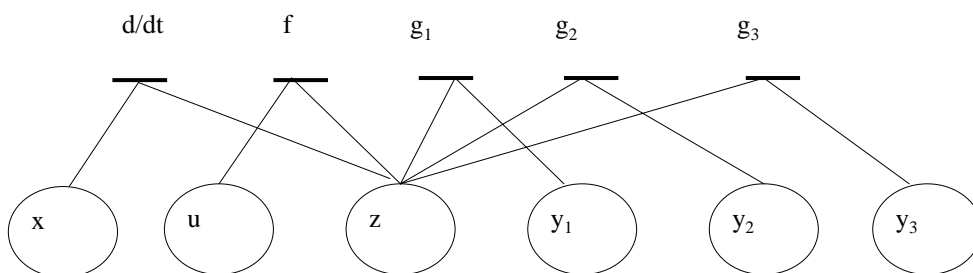 d/dt f g₁ g₂ g₃
x u z y₁ y₂ y₃